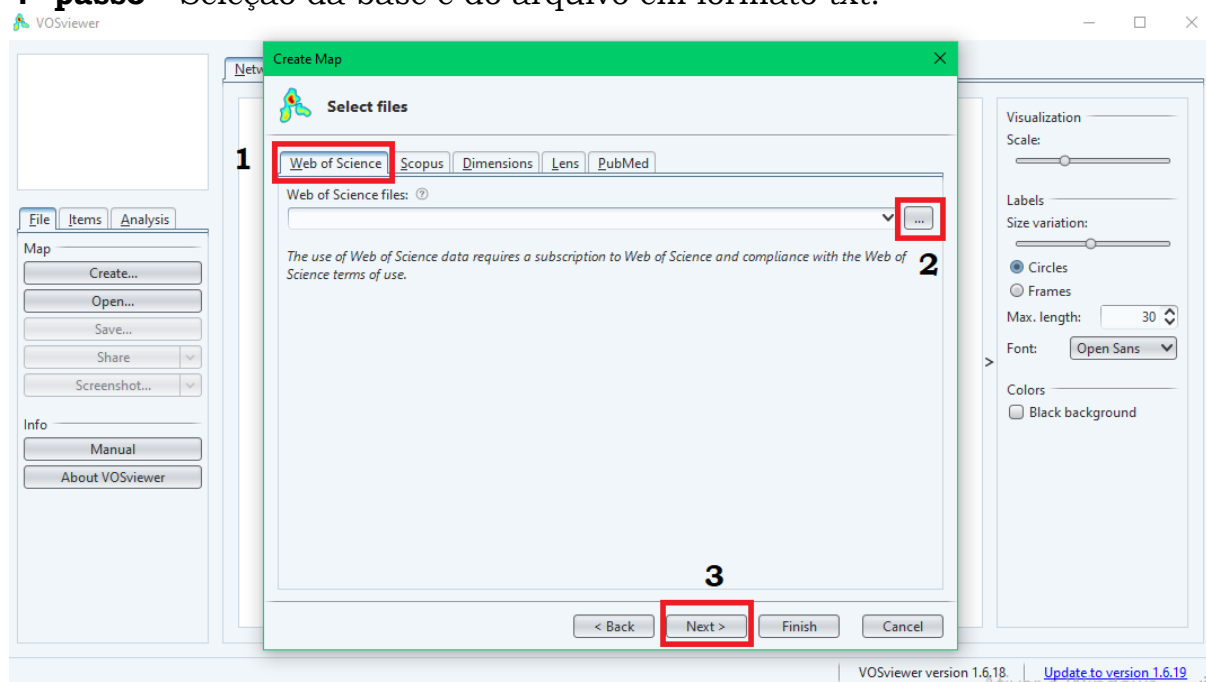 passo - Seleção da base e do arquivo em formato txt.
VOSviewer
Create Map
Netw
Select files
1
Web of Science Scopus Dimensions Lens PubMed
Web of Science files:
...
2
The use of Web of Science data requires a subscription to Web of Science and compliance with the Web of
Science terms of use.
3
< Back Next > Finish Cancel
File Items Analysis
Map
Create...
Open...
Save...
Share
Screenshot...
Info
Manual
About VOSviewer
>
Visualization
Scale:
Labels
Size variation:
Circles
Frames
Max. length: 30
Font: Open Sans
Colors
Black background
VOSviewer version 1.6.18 Update to version 1.6.19